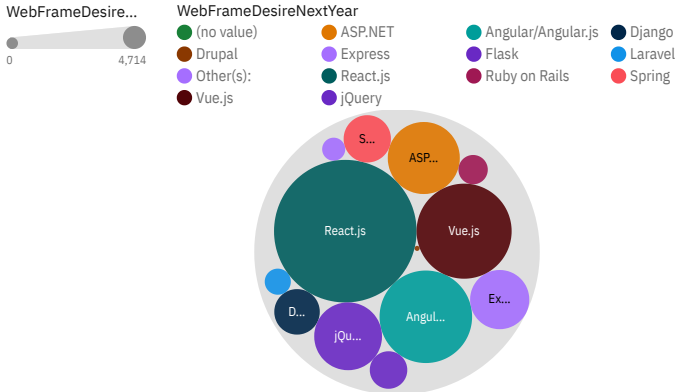 WebFrameDesire...
0 4,714
WebFrameDesireNextYear
(no value) ASP.NET Angular/Angular.js Django
Drupal Express Flask Laravel
Other(s): React.js Ruby on Rails Spring
Vue.js jQuery
S...
ASP...
React.js
Vue.js
Ex...
D...
Angul...
jQu...